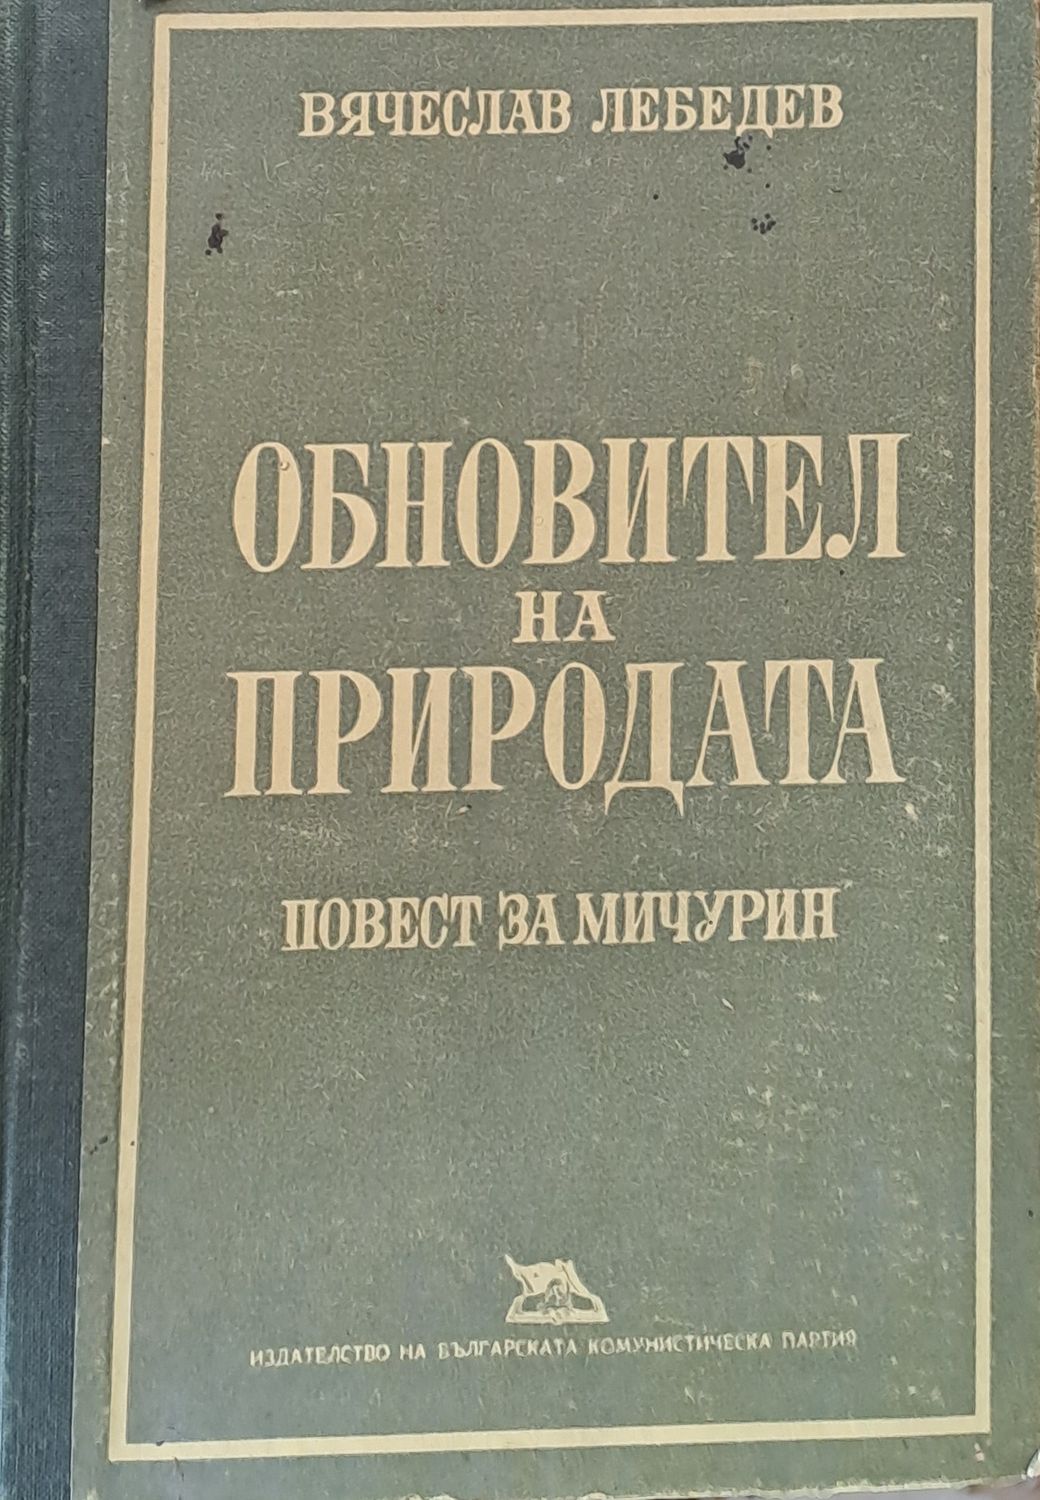 ВЯЧЕСЛАВ ЛЕБЕДЕВ
ОБНОВИТЕЛ
НА
ПРИРОДАТА
ПОВЕСТ ЗА МИЧУРИН
ИЗДАТЕЛСТВО НА БЪЛГАРСКАТА КОМУНИСТИЧЕСКА ПАРТИЯ